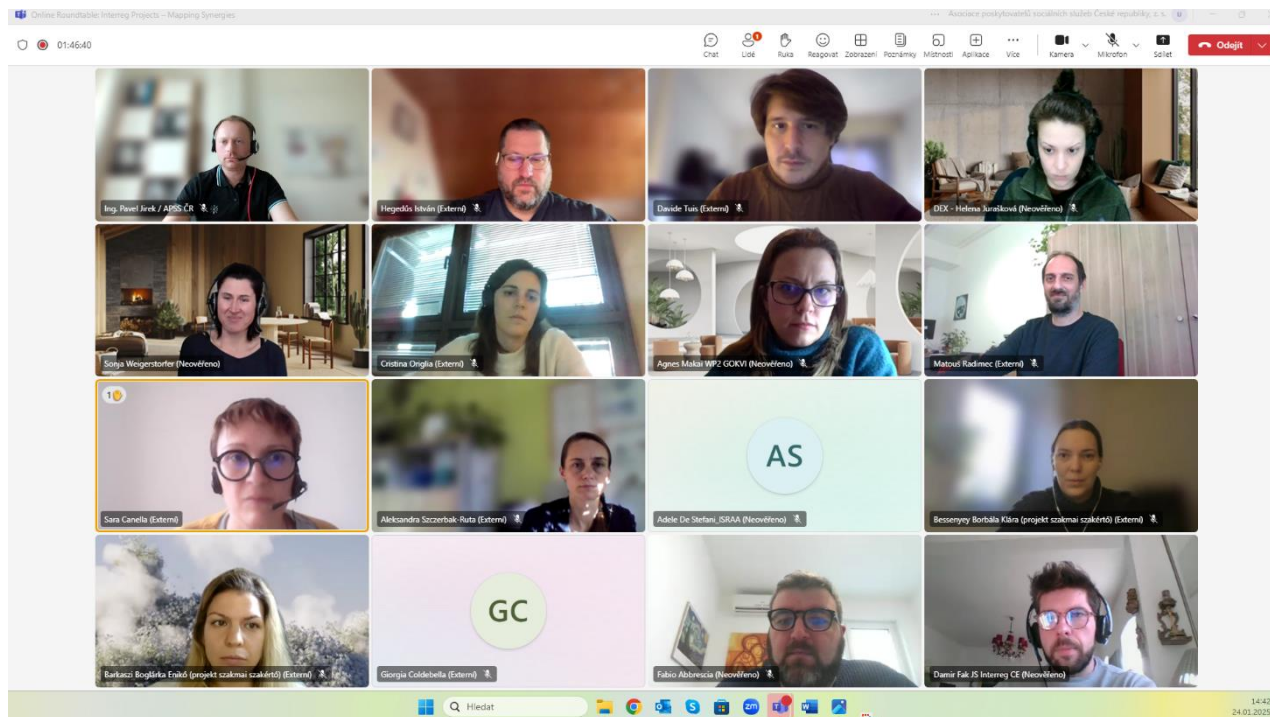 Online Roundtable: Interreg Projects – Mapping Synergies
Asociace poskytovatelů sociálních služeb České republiky, z. s.
01:46:40
1
Chat
Lidé
Ruka
Reagovat
Zobrazení
Poznámky
Místnosti
Aplikace
Více
Kamera
Mikrofon
Sdílet
Odejít
Ing. Pavel Jirek / APSS ČR
Hegedűs István (Externí)
Davide Tuis (Externí)
DEX - Helena Jurašková (Neověřeno)
Sonja Weigerstorfer (Neověřeno)
Cristina Origlia (Externí)
Agnes Makai WP2 GOKVI (Neověřeno)
Matouš Radimec (Externí)
1
Sara Canella (Externí)
Aleksandra Szczerbak-Ruta (Externí)
AS
Adele De Stefani_ISRAA (Neověřeno)
Bessenyey Borbála Klára (projekt szakmai szakértő) (Externí)
Barkaszi Boglárka Enikő (projekt szakmai szakértő) (Externí)
GC
Giorgia Coldebella (Externí)
Fabio Abbrescia (Neověřeno)
Damir Fak JS Interreg CE (Neověřeno)
Hledat
zm
14:42
24.01.2025